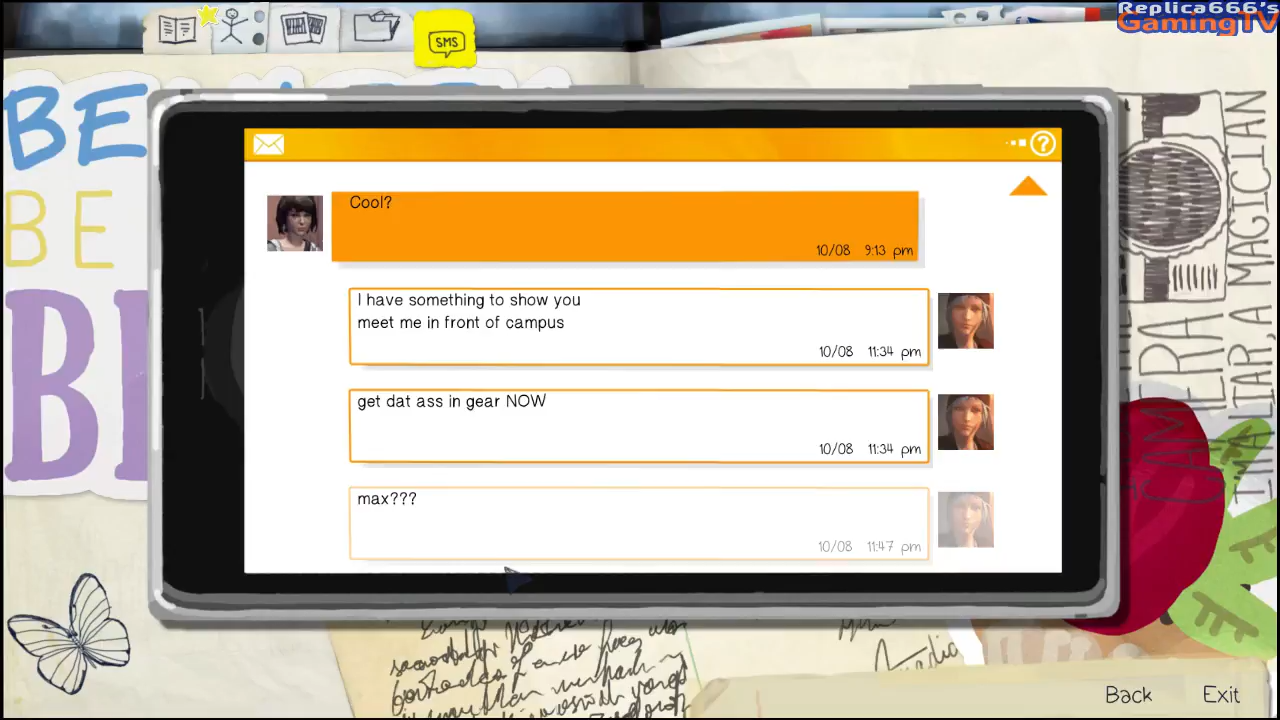 Replica666's
GamingTV
SMS
BE
BE
Cool?
10/08 9:13 pm
I have something to show you
meet me in front of campus
10/08 11:34 pm
get dat ass in gear NOW
10/08 11:34 pm
max???
10/08 11:47 pm
CAMERA
I'M A LIAR, A MAGICIAN
Back
Exit